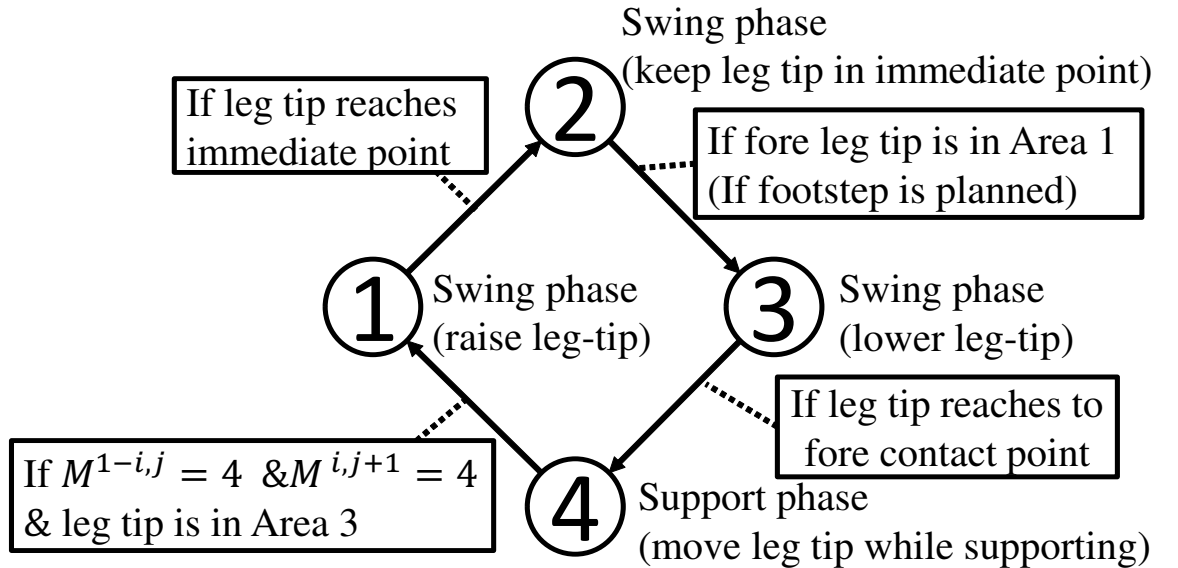 Swing phase
(keep leg tip in immediate point)
2
If leg tip reaches
immediate point
If fore leg tip is in Area 1
(If footstep is planned)
1
Swing phase
(raise leg-tip)
3
Swing phase
(lower leg-tip)
If leg tip reaches to
fore contact point
If $M^{1-i,j} = 4$ &$M^{i,j+1} = 4$
& leg tip is in Area 3
4
Support phase
(move leg tip while supporting)